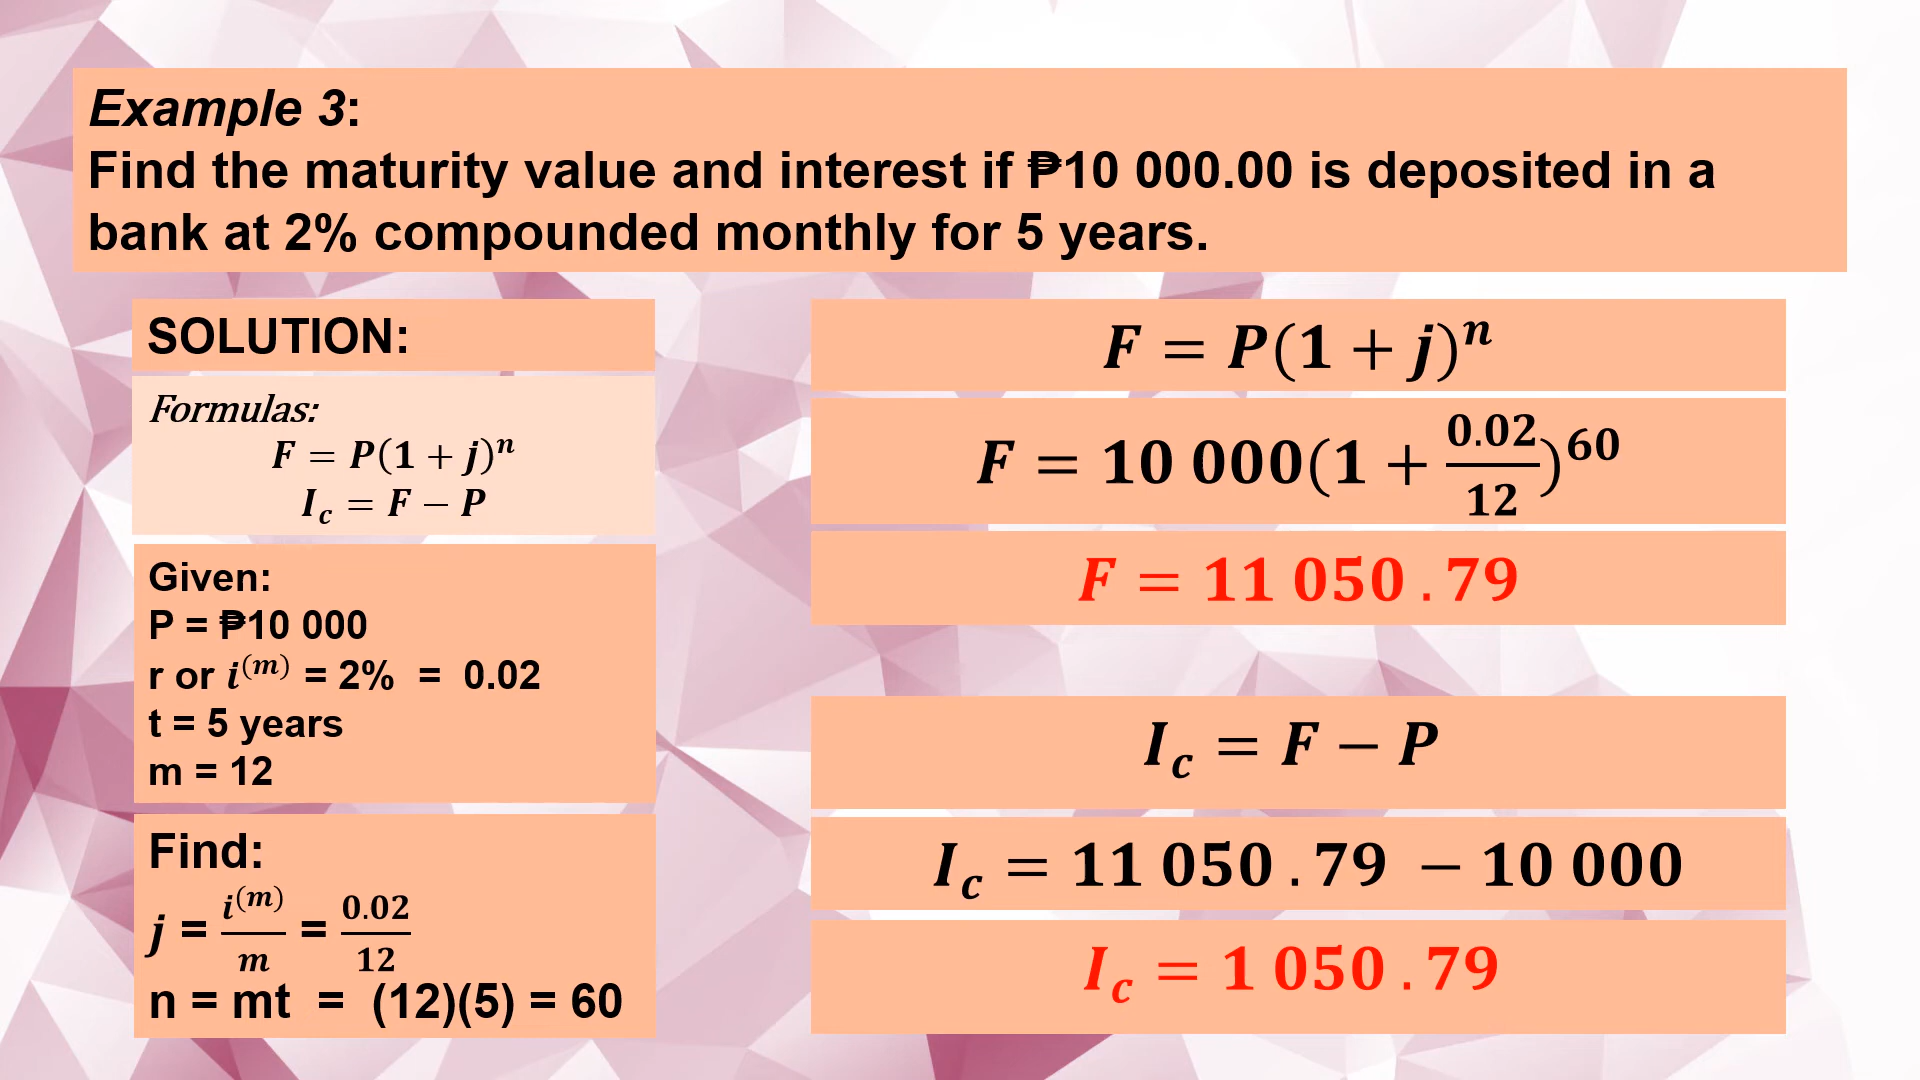 Example 3:
Find the maturity value and interest if ₱10 000.00 is deposited in a
bank at 2% compounded monthly for 5 years.
SOLUTION:
Formulas:
F = P(1 + j)ⁿ
I_c = F − P
Given:
P = ₱10 000
r or i^(m) = 2% = 0.02
t = 5 years
m = 12
Find:
j = i^(m)/m = 0.02/12
n = mt = (12)(5) = 60
F = P(1 + j)ⁿ
F = 10 000(1 + 0.02/12)^60
F = 11 050.79
I_c = F − P
I_c = 11 050.79 − 10 000
I_c = 1 050.79